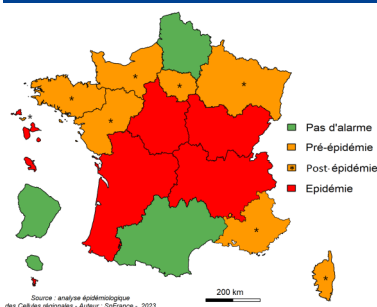 Pas d'alarme
Pré-épidémie
Post-épidémie
Epidémie
200 km
Source : analyse épidémiologique
des Cellules régionales - Auteur : SpFrance - 2023